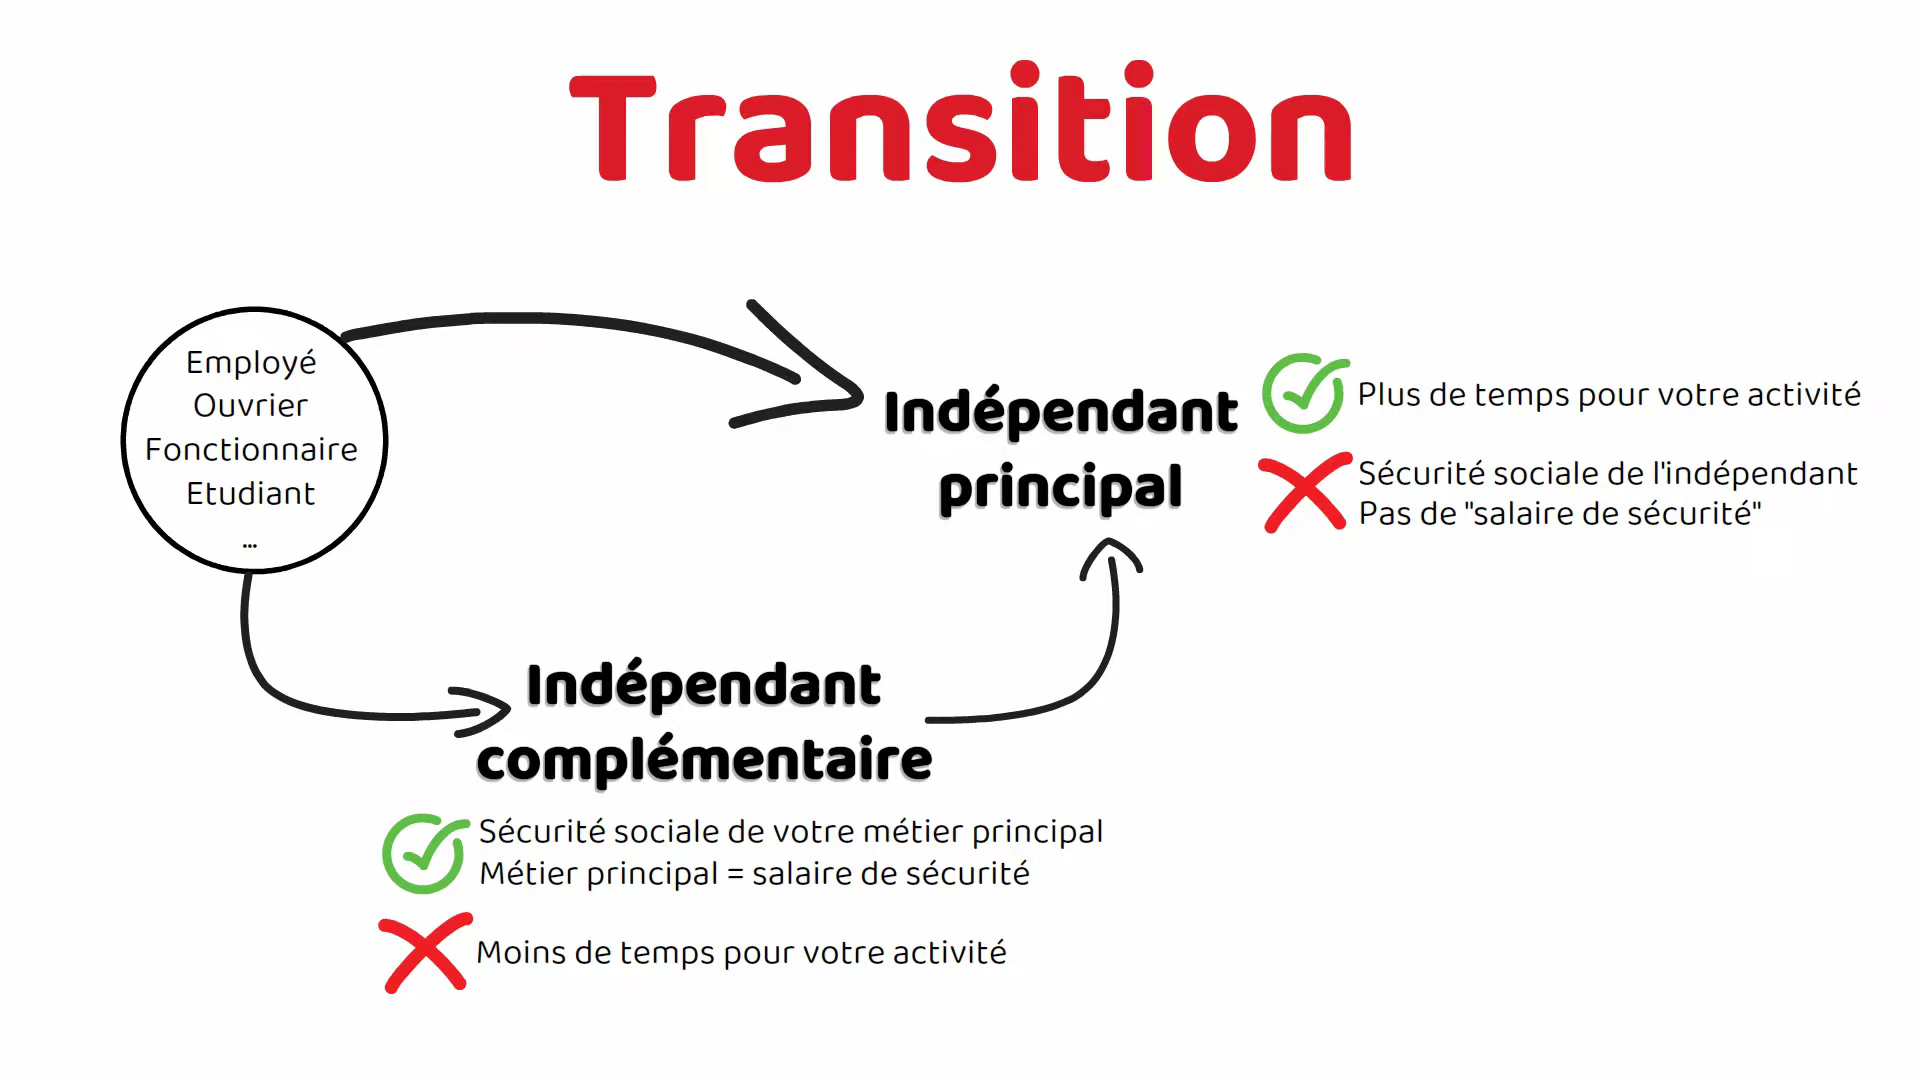 Transition
Employé
Ouvrier
Fonctionnaire
Etudiant
...
Indépendant
principal
Plus de temps pour votre activité
Sécurité sociale de l'indépendant
Pas de "salaire de sécurité"
Indépendant
complémentaire
Sécurité sociale de votre métier principal
Métier principal = salaire de sécurité
Moins de temps pour votre activité